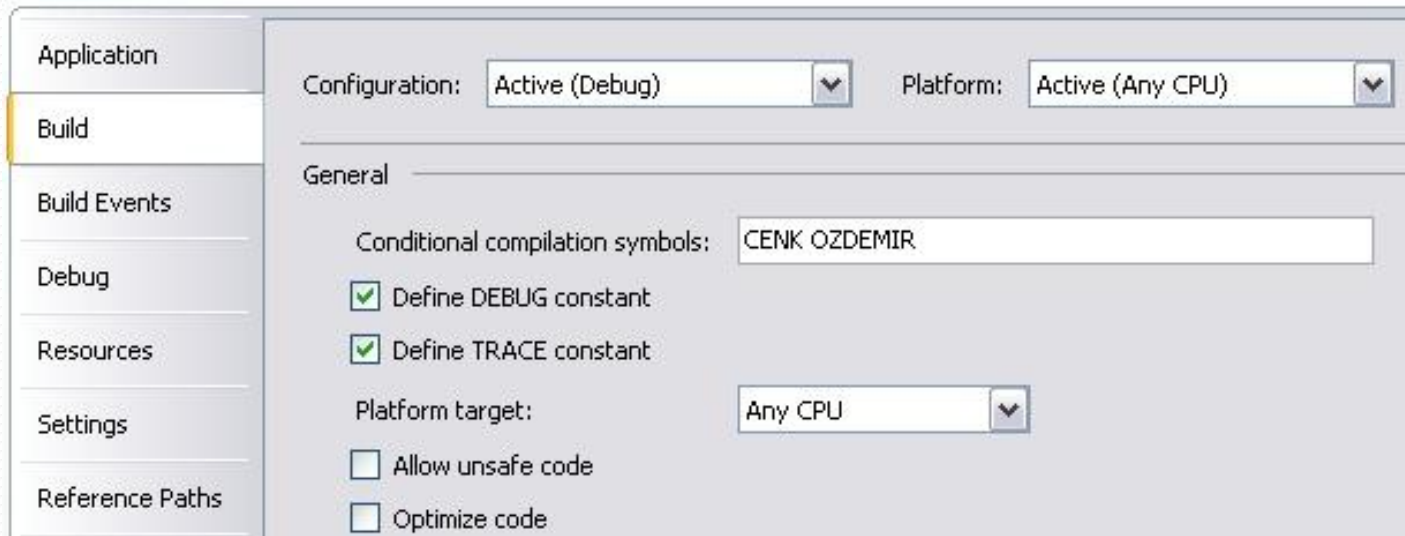 Application
Build
Build Events
Debug
Resources
Settings
Reference Paths
Configuration: Active (Debug) Platform: Active (Any CPU)
General
Conditional compilation symbols: CENK OZDEMIR
Define DEBUG constant
Define TRACE constant
Platform target: Any CPU
Allow unsafe code
Optimize code